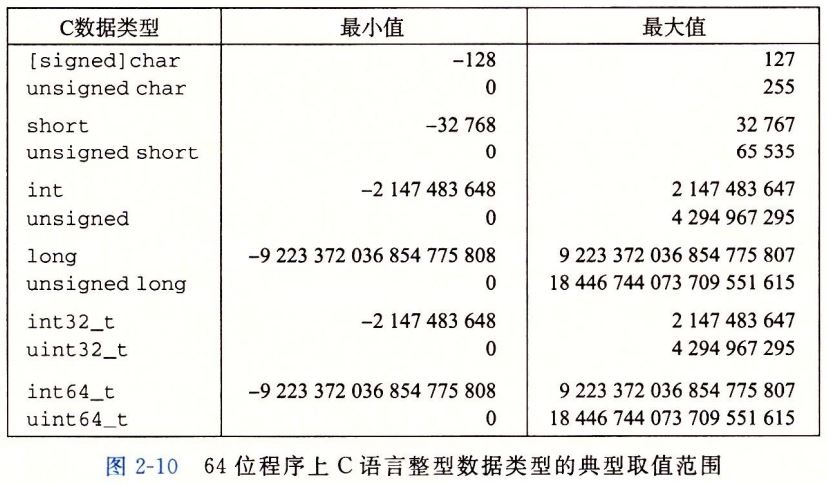 C数据类型 最小值 最大值
[signed]char -128 127
unsigned char 0 255
short -32 768 32 767
unsigned short 0 65 535
int -2 147 483 648 2 147 483 647
unsigned 0 4 294 967 295
long -9 223 372 036 854 775 808 9 223 372 036 854 775 807
unsigned long 0 18 446 744 073 709 551 615
int32_t -2 147 483 648 2 147 483 647
uint32_t 0 4 294 967 295
int64_t -9 223 372 036 854 775 808 9 223 372 036 854 775 807
uint64_t 0 18 446 744 073 709 551 615
图 2-10 64 位程序上 C 语言整型数据类型的典型取值范围